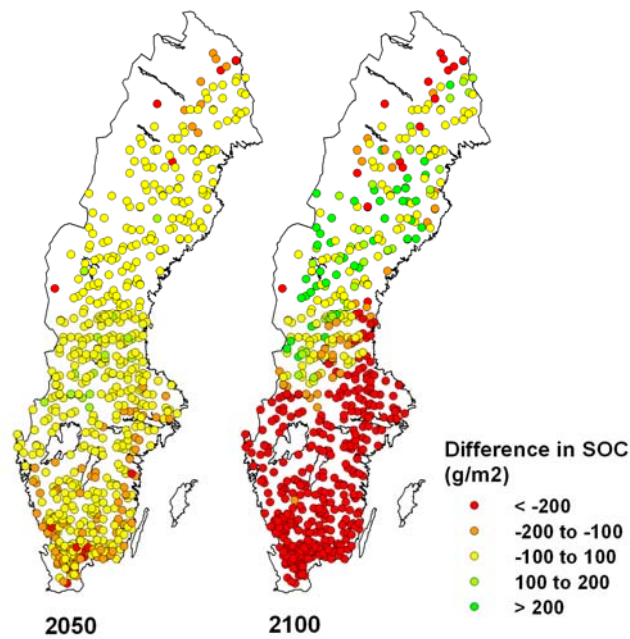 Difference in SOC
(g/m2)
< -200
-200 to -100
-100 to 100
100 to 200
> 200
2050
2100